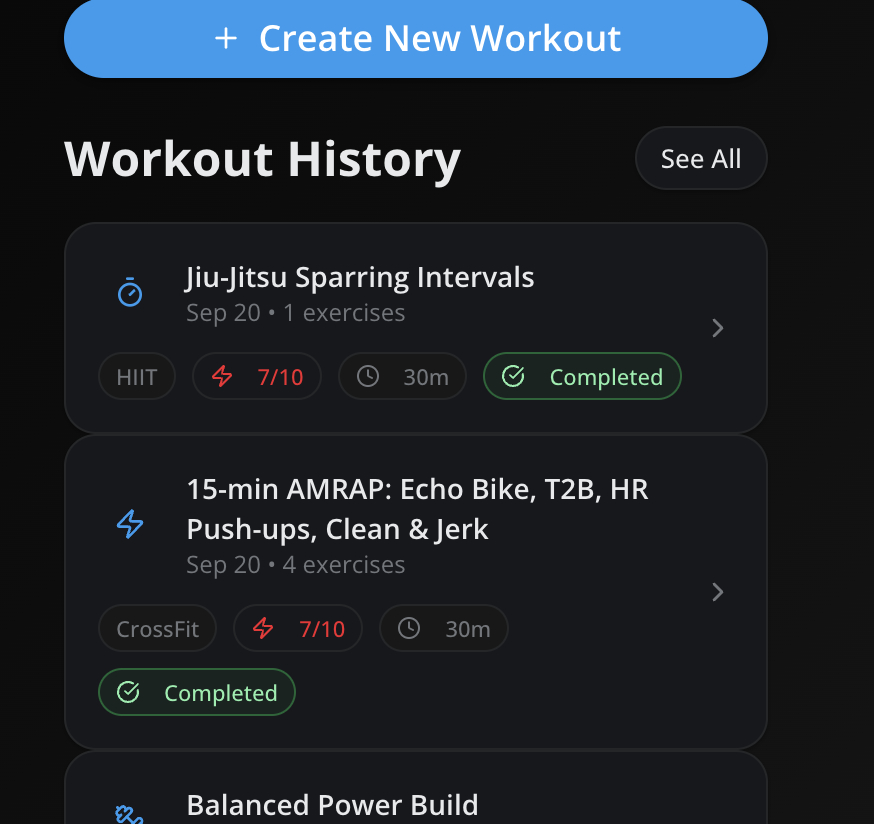 + Create New Workout
Workout History
See All
Jiu-Jitsu Sparring Intervals
Sep 20 • 1 exercises
HIIT
7/10
30m
Completed
15-min AMRAP: Echo Bike, T2B, HR
Push-ups, Clean & Jerk
Sep 20 • 4 exercises
CrossFit
7/10
30m
Completed
Balanced Power Build